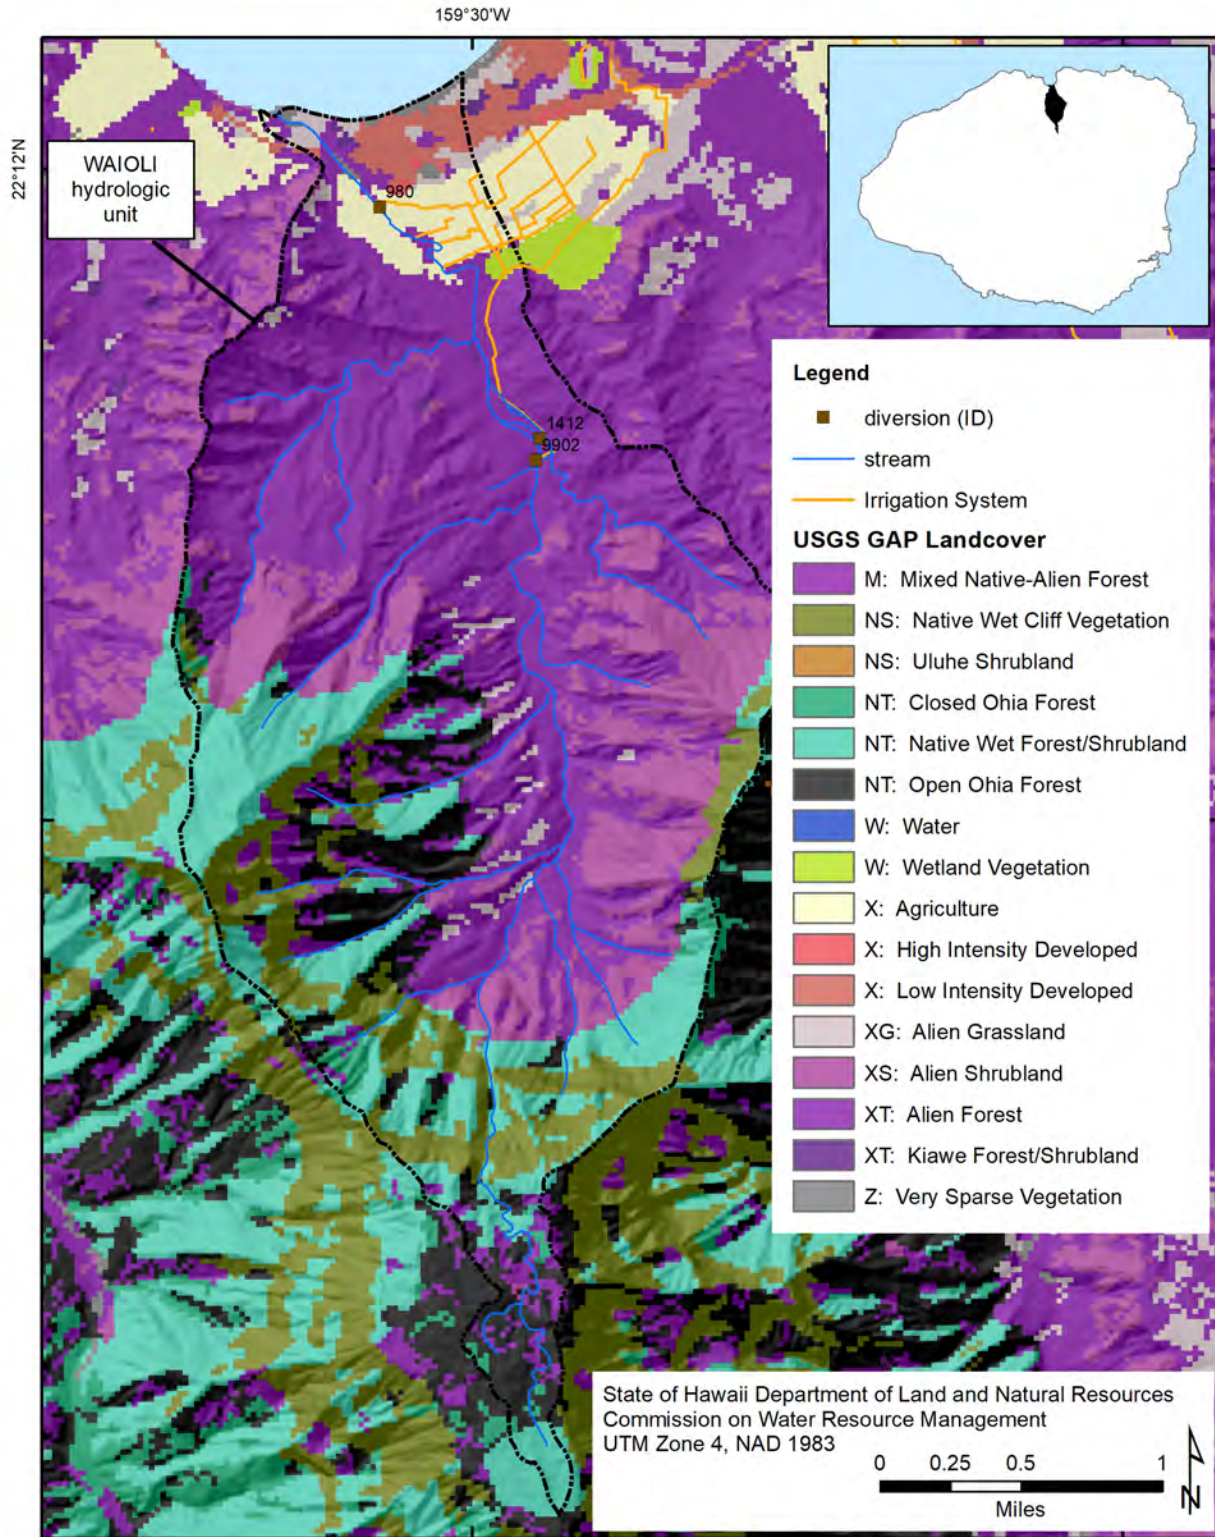 159°30'W
22°12'N
WAIOLI
hydrologic
unit
980
1412
9902
Legend
diversion (ID)
stream
Irrigation System
USGS GAP Landcover
M: Mixed Native-Alien Forest
NS: Native Wet Cliff Vegetation
NS: Uluhe Shrubland
NT: Closed Ohia Forest
NT: Native Wet Forest/Shrubland
NT: Open Ohia Forest
W: Water
W: Wetland Vegetation
X: Agriculture
X: High Intensity Developed
X: Low Intensity Developed
XG: Alien Grassland
XS: Alien Shrubland
XT: Alien Forest
XT: Kiawe Forest/Shrubland
Z: Very Sparse Vegetation
State of Hawaii Department of Land and Natural Resources
Commission on Water Resource Management
UTM Zone 4, NAD 1983
0 0.25 0.5 1
Miles
N